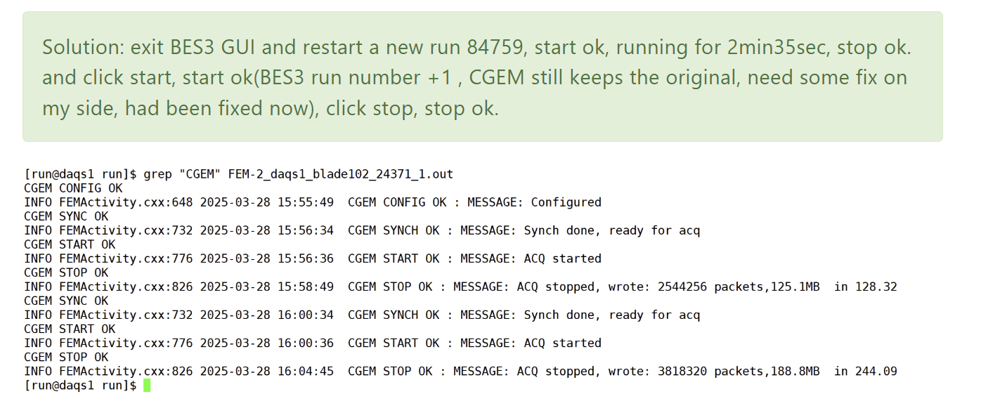 Solution: exit BES3 GUI and restart a new run 84759, start ok, running for 2min35sec, stop ok.
and click start, start ok(BES3 run number +1 , CGEM still keeps the original, need some fix on
my side, had been fixed now), click stop, stop ok.
[run@daqs1 run]$ grep "CGEM" FEM-2_daqs1_blade102_24371_1.out
CGEM CONFIG OK
INFO FEMActivity.cxx:648 2025-03-28 15:55:49  CGEM CONFIG OK : MESSAGE: Configured
CGEM SYNC OK
INFO FEMActivity.cxx:732 2025-03-28 15:56:34  CGEM SYNCH OK : MESSAGE: Synch done, ready for acq
CGEM START OK
INFO FEMActivity.cxx:776 2025-03-28 15:56:36  CGEM START OK : MESSAGE: ACQ started
CGEM STOP OK
INFO FEMActivity.cxx:826 2025-03-28 15:58:49  CGEM STOP OK : MESSAGE: ACQ stopped, wrote: 2544256 packets,125.1MB  in 128.32
CGEM SYNC OK
INFO FEMActivity.cxx:732 2025-03-28 16:00:34  CGEM SYNCH OK : MESSAGE: Synch done, ready for acq
CGEM START OK
INFO FEMActivity.cxx:776 2025-03-28 16:00:36  CGEM START OK : MESSAGE: ACQ started
CGEM STOP OK
INFO FEMActivity.cxx:826 2025-03-28 16:04:45  CGEM STOP OK : MESSAGE: ACQ stopped, wrote: 3818320 packets,188.8MB  in 244.09
[run@daqs1 run]$